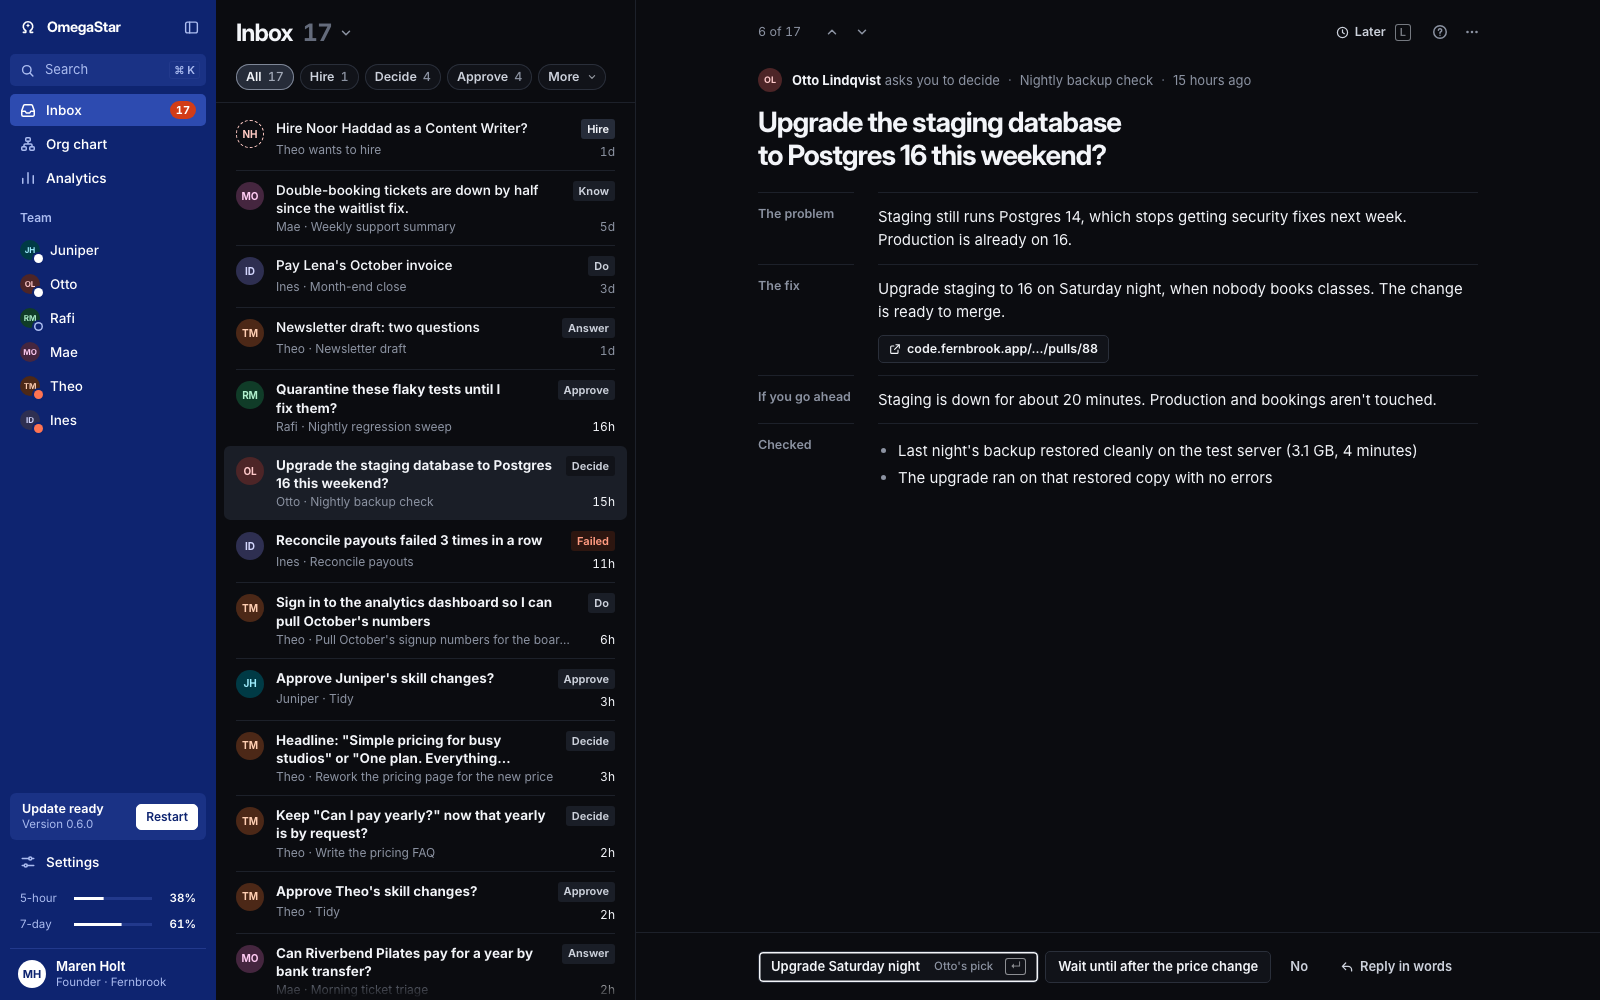 OmegaStar
Search
⌘ K
Inbox
17
Org chart
Analytics
Team
JH
Juniper
OL
Otto
RM
Rafi
MO
Mae
TM
Theo
ID
Ines
Update ready
Version 0.6.0
Restart
Settings
5-hour
38%
7-day
61%
MH
Maren Holt
Founder · Fernbrook
Inbox 17
All 17
Hire 1
Decide 4
Approve 4
More
NH
Hire Noor Haddad as a Content Writer?
Hire
Theo wants to hire
1d
MO
Double-booking tickets are down by half
since the waitlist fix.
Know
Mae · Weekly support summary
5d
ID
Pay Lena's October invoice
Do
Ines · Month-end close
3d
TM
Newsletter draft: two questions
Answer
Theo · Newsletter draft
1d
RM
Quarantine these flaky tests until I
fix them?
Approve
Rafi · Nightly regression sweep
16h
OL
Upgrade the staging database to Postgres
16 this weekend?
Decide
Otto · Nightly backup check
15h
ID
Reconcile payouts failed 3 times in a row
Failed
Ines · Reconcile payouts
11h
TM
Sign in to the analytics dashboard so I can
pull October's numbers
Do
Theo · Pull October's signup numbers for the boar...
6h
JH
Approve Juniper's skill changes?
Approve
Juniper · Tidy
3h
TM
Headline: "Simple pricing for busy
studios" or "One plan. Everything...
Decide
Theo · Rework the pricing page for the new price
3h
TM
Keep "Can I pay yearly?" now that yearly
is by request?
Decide
Theo · Write the pricing FAQ
2h
TM
Approve Theo's skill changes?
Approve
Theo · Tidy
2h
MO
Can Riverbend Pilates pay for a year by
bank transfer?
Answer
Mae · Morning ticket triage
2h
6 of 17
Later
L
OL
Otto Lindqvist asks you to decide · Nightly backup check · 15 hours ago
Upgrade the staging database
to Postgres 16 this weekend?
The problem
Staging still runs Postgres 14, which stops getting security fixes next week.
Production is already on 16.
The fix
Upgrade staging to 16 on Saturday night, when nobody books classes. The change
is ready to merge.
code.fernbrook.app/.../pulls/88
If you go ahead
Staging is down for about 20 minutes. Production and bookings aren't touched.
Checked
• Last night's backup restored cleanly on the test server (3.1 GB, 4 minutes)
• The upgrade ran on that restored copy with no errors
Upgrade Saturday night
Otto's pick
Wait until after the price change
No
Reply in words